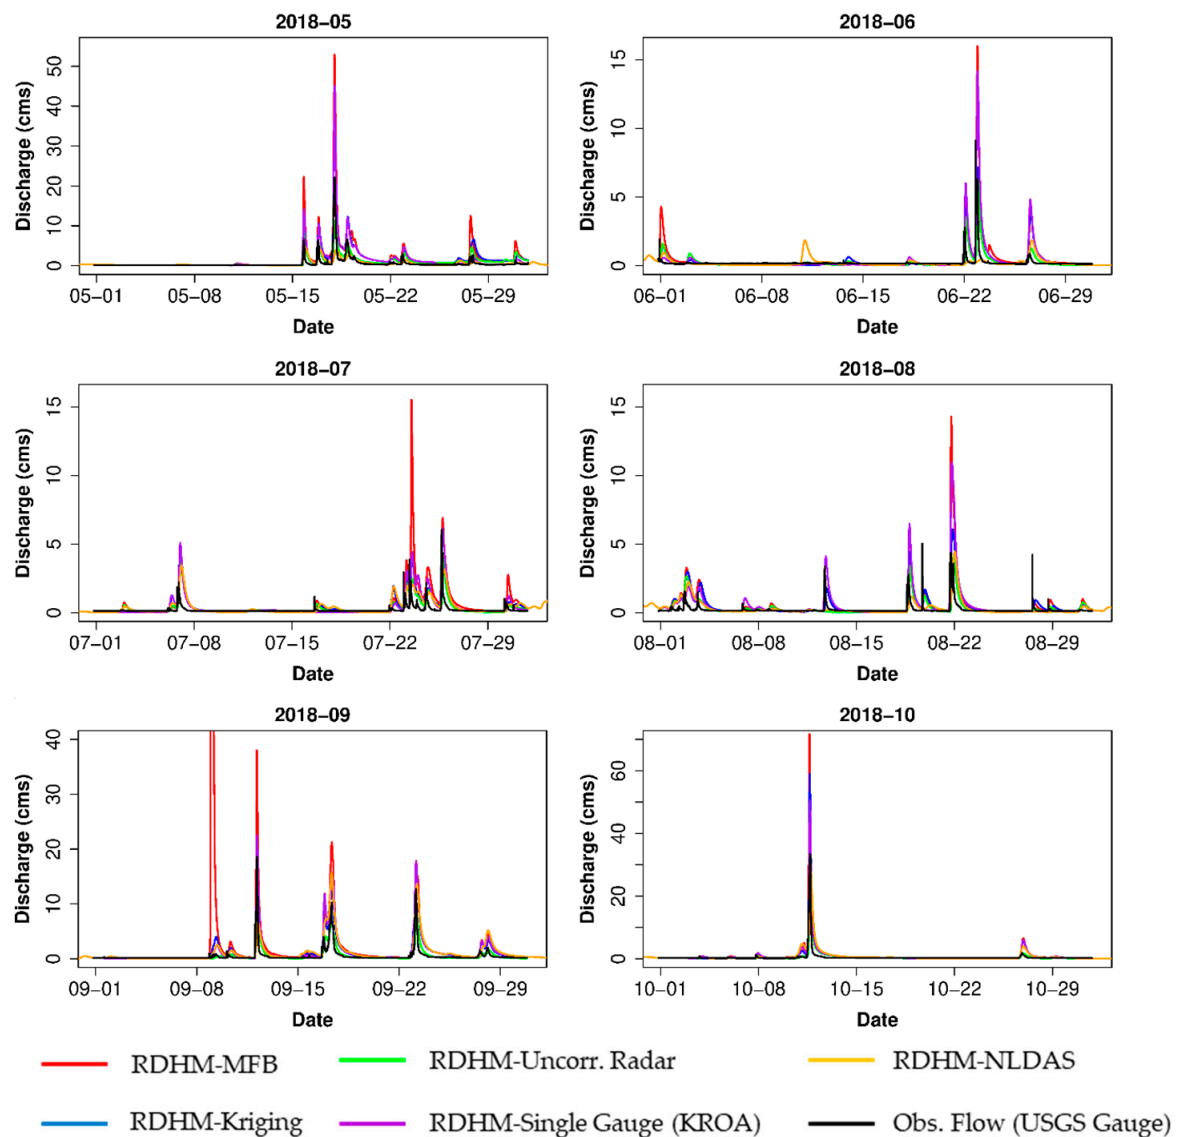 2018-05
2018-06
Discharge (cms)
50
40
30
20
10
0
05-01 05-08 05-15 05-22 05-29
Date
Discharge (cms)
15
10
5
0
06-01 06-08 06-15 06-22 06-29
Date
2018-07
2018-08
Discharge (cms)
15
10
5
0
07-01 07-08 07-15 07-22 07-29
Date
Discharge (cms)
15
10
5
0
08-01 08-08 08-15 08-22 08-29
Date
2018-09
2018-10
Discharge (cms)
40
30
20
10
0
09-01 09-08 09-15 09-22 09-29
Date
Discharge (cms)
60
40
20
0
10-01 10-08 10-15 10-22 10-29
Date
RDHM-MFB RDHM-Uncorr. Radar RDHM-NLDAS
RDHM-Kriging RDHM-Single Gauge (KROA) Obs. Flow (USGS Gauge)